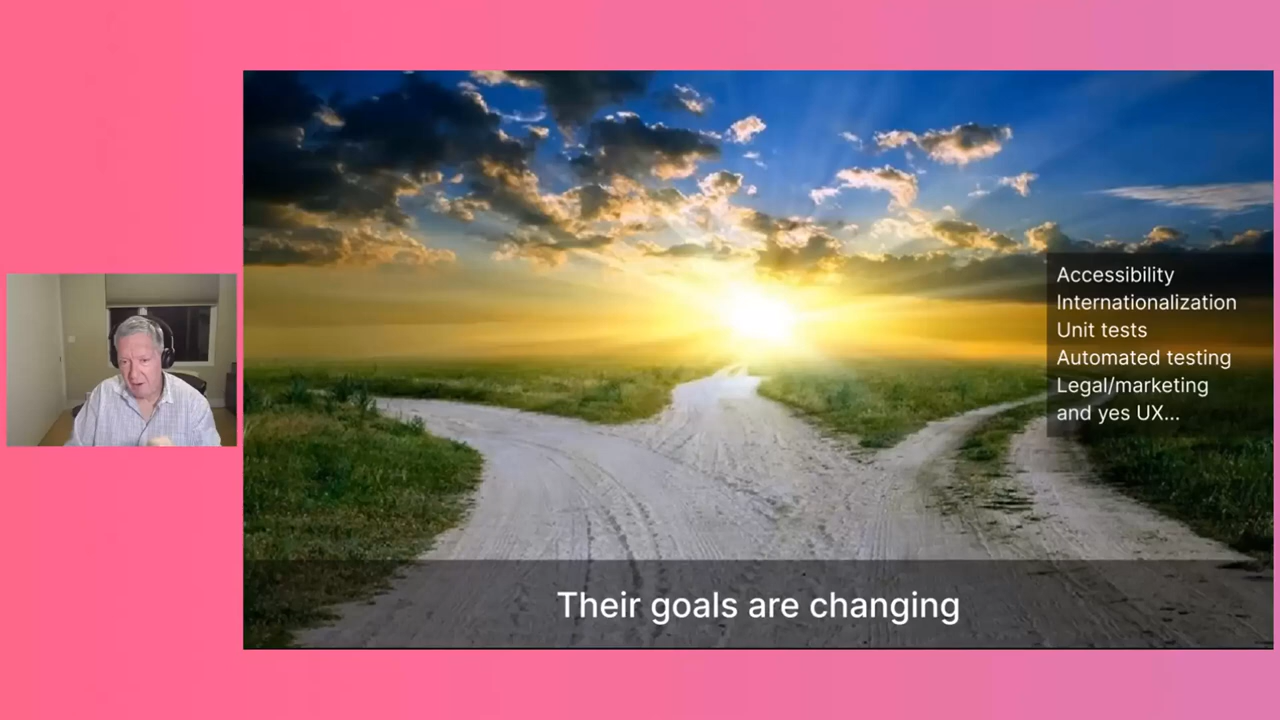 Accessibility
Internationalization
Unit tests
Automated testing
Legal/marketing
and yes UX...
Their goals are changing